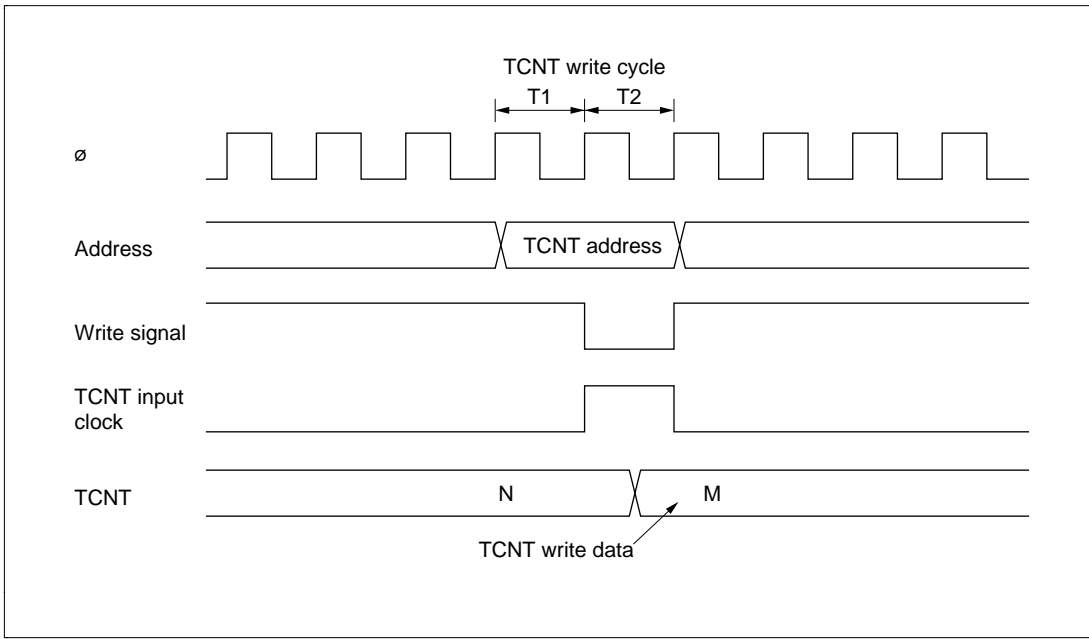 TCNT write cycle
T1 T2
ø
Address
TCNT address
Write signal
TCNT input
clock
TCNT
N
M
TCNT write data